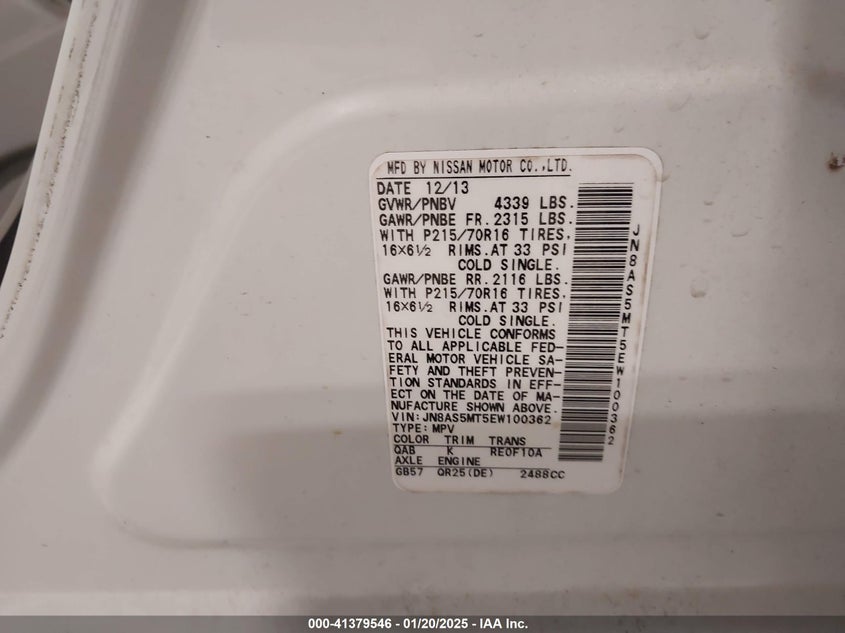 MFD BY NISSAN MOTOR CO.,LTD.
DATE 12/13
GVWR/PNBV 4339 LBS.
GAWR/PNBE FR. 2315 LBS.
WITH P215/70R16 TIRES,
16×6½ RIMS.AT 33 PSI
COLD SINGLE.
GAWR/PNBE RR. 2116 LBS.
WITH P215/70R16 TIRES,
16×6½ RIMS.AT 33 PSI
COLD SINGLE.
THIS VEHICLE CONFORMS
TO ALL APPLICABLE FED-
ERAL MOTOR VEHICLE SA-
FETY AND THEFT PREVEN-
TION STANDARDS IN EFF-
ECT ON THE DATE OF MA-
NUFACTURE SHOWN ABOVE.
VIN: JN8AS5MT5EW100362
TYPE: MPV
COLOR TRIM TRANS
QAB K RE0F10A
AXLE ENGINE
GB57 QR25(DE) 2488CC
JN8AS5MT5EW100362
000-41379546 - 01/20/2025 - IAA Inc.